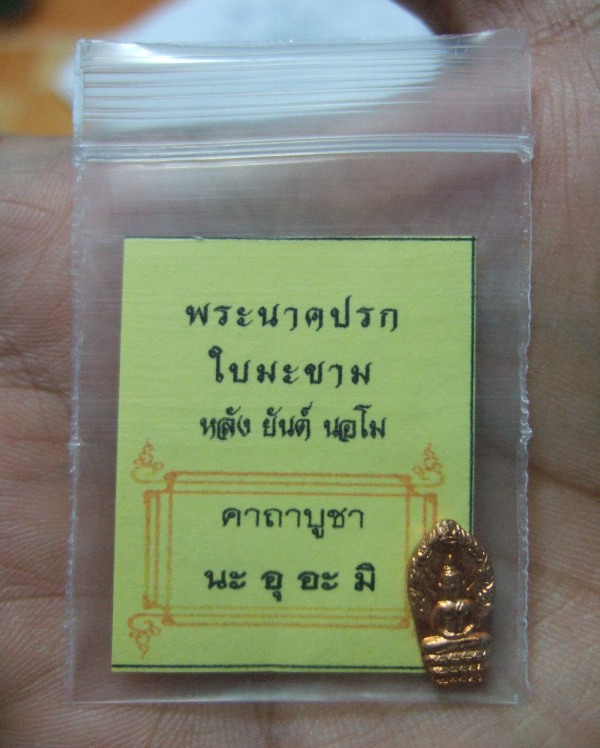 พระนาคปรก
ใบมะขาม
หลัง ยันต์ นอโม
คาถาบูชา
นะ อุ อะ มิ